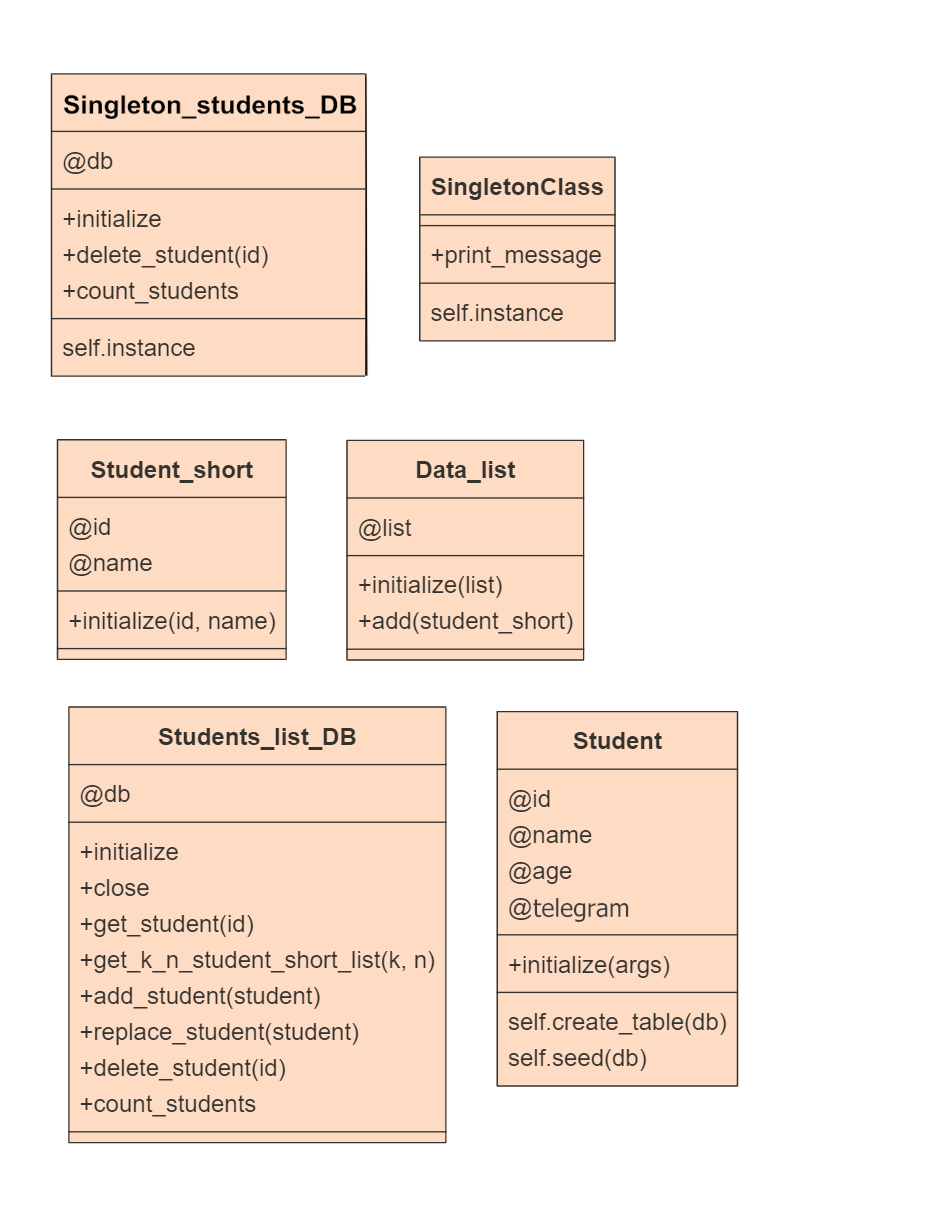 Singleton_students_DB
@db
+initialize
+delete_student(id)
+count_students
self.instance
SingletonClass
+print_message
self.instance
Student_short
@id
@name
+initialize(id, name)
Data_list
@list
+initialize(list)
+add(student_short)
Students_list_DB
@db
+initialize
+close
+get_student(id)
+get_k_n_student_short_list(k, n)
+add_student(student)
+replace_student(student)
+delete_student(id)
+count_students
Student
@id
@name
@age
@telegram
+initialize(args)
self.create_table(db)
self.seed(db)